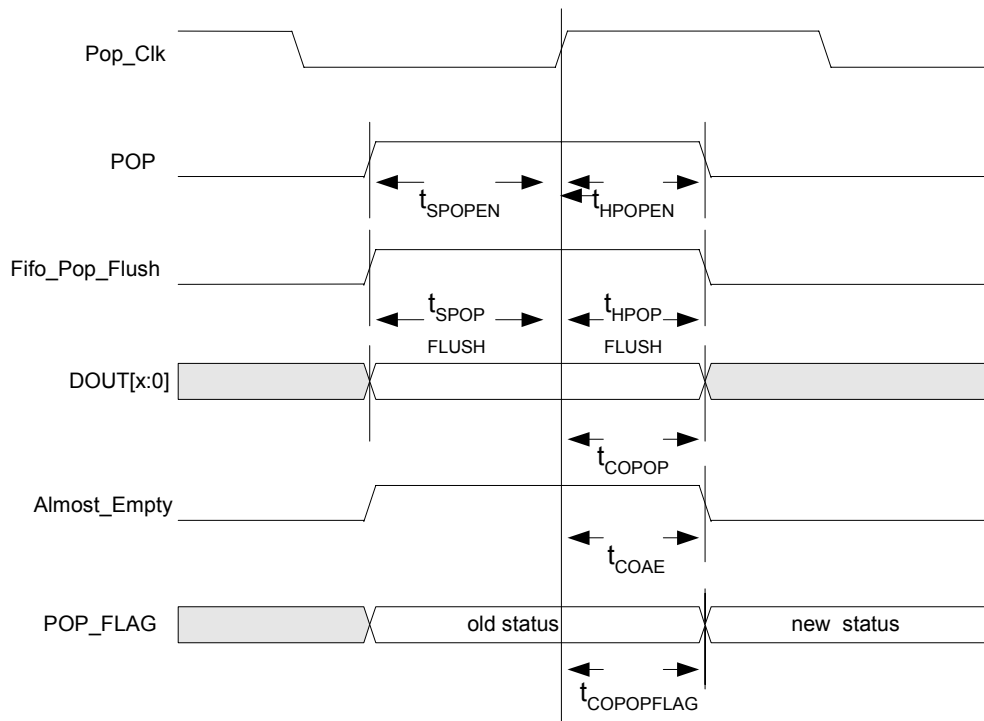 Pop_Clk
POP
tSPOPEN
tHPOPEN
Fifo_Pop_Flush
tSPOP
FLUSH
tHPOP
FLUSH
DOUT[x:0]
tCOPOP
Almost_Empty
tCOAE
POP_FLAG
old status
new status
tCOPOPFLAG